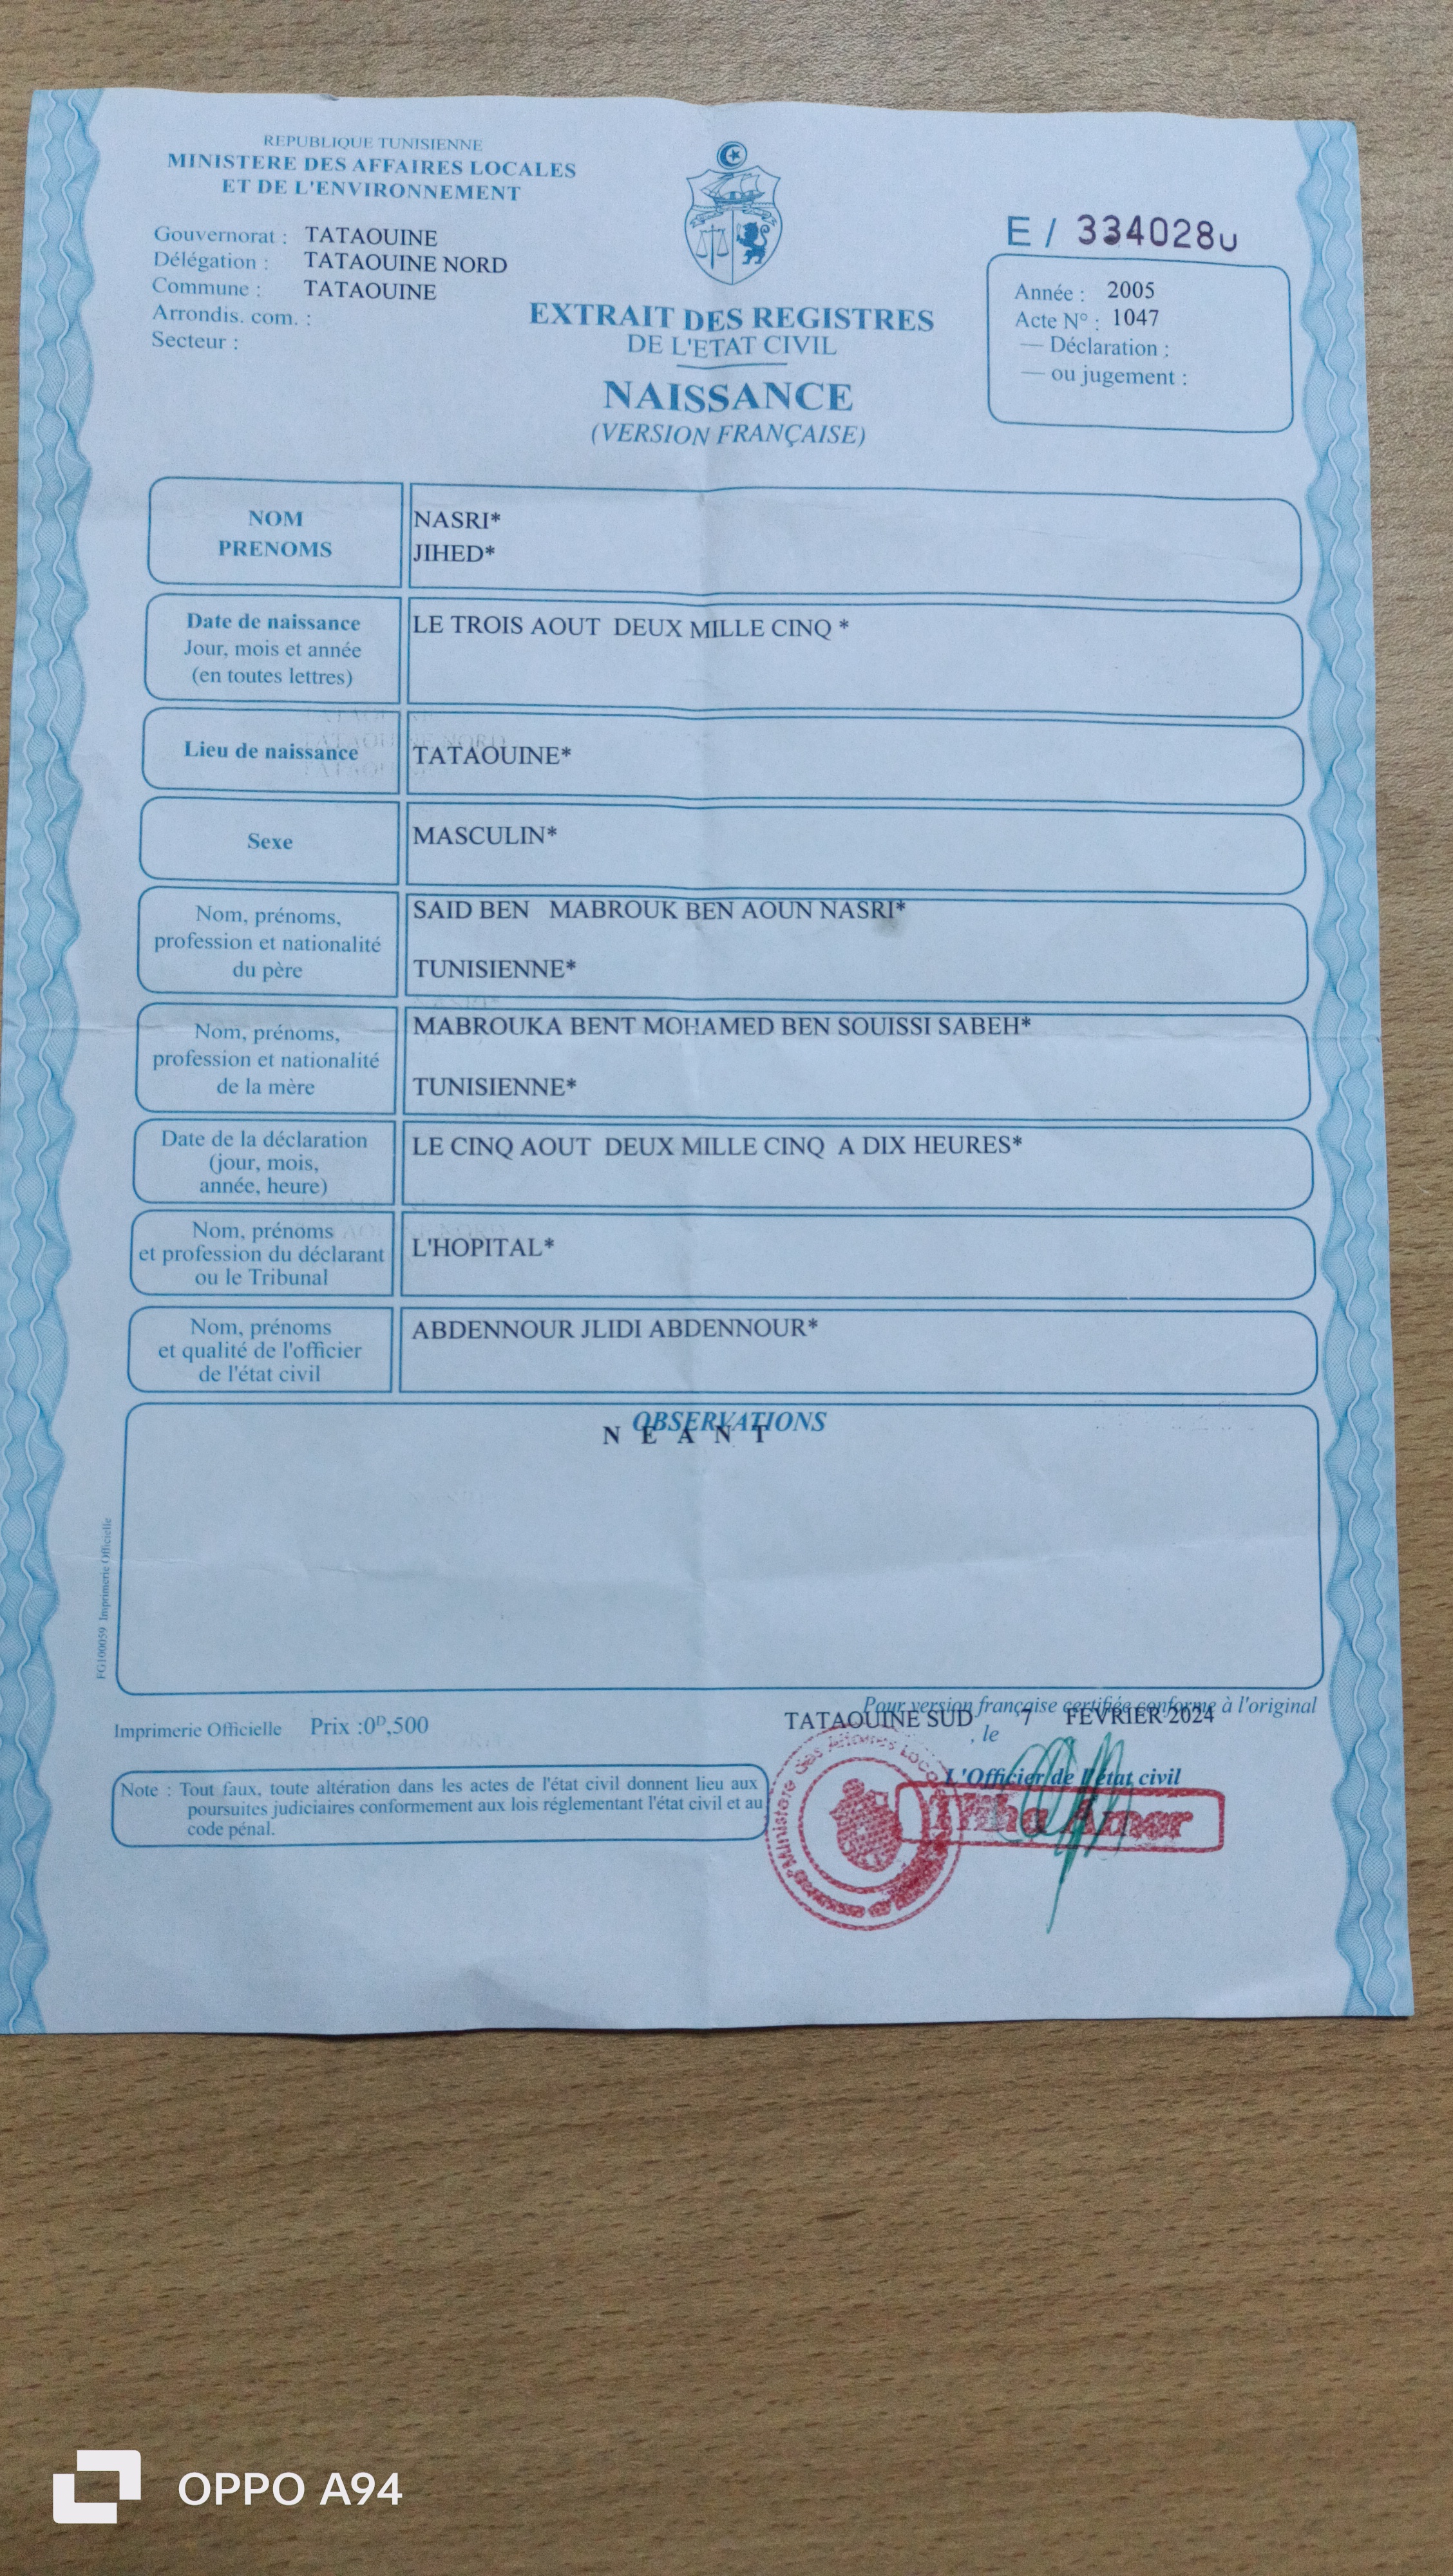 REPUBLIQUE TUNISIENNE
MINISTERE DES AFFAIRES LOCALES
ET DE L'ENVIRONNEMENT
Gouvernorat : TATAOUINE
Délégation : TATAOUINE NORD
Commune : TATAOUINE
Arrondis. com. :
Secteur :
E / 334028U
Année : 2005
Acte N° : 1047
— Déclaration :
— ou jugement :
EXTRAIT DES REGISTRES
DE L'ETAT CIVIL
NAISSANCE
(VERSION FRANÇAISE)
NOM
PRENOMS
NASRI*
JIHED*
Date de naissance
Jour, mois et année
(en toutes lettres)
LE TROIS AOUT DEUX MILLE CINQ *
Lieu de naissance
TATAOUINE*
Sexe
MASCULIN*
Nom, prénoms,
profession et nationalité
du père
SAID BEN MABROUK BEN AOUN NASRI*
TUNISIENNE*
Nom, prénoms,
profession et nationalité
de la mère
MABROUKA BENT MOHAMED BEN SOUISSI SABEH*
TUNISIENNE*
Date de la déclaration
(jour, mois,
année, heure)
LE CINQ AOUT DEUX MILLE CINQ A DIX HEURES*
Nom, prénoms
et profession du déclarant
ou le Tribunal
L'HOPITAL*
Nom, prénoms
et qualité de l'officier
de l'état civil
ABDENNOUR JLIDI ABDENNOUR*
OBSERVATIONS
N E A N T
FG100059 Imprimerie Officielle
Pour version française certifiée conforme à l'original
TATAOUINE SUD , le 7 FEVRIER 2024
L'Officier de l'état civil
Imprimerie Officielle Prix :0D,500
Note : Tout faux, toute altération dans les actes de l'état civil donnent lieu aux
poursuites judiciaires conformement aux lois réglementant l'état civil et au
code pénal.
Ministère des Affaires
Amor
OPPO A94